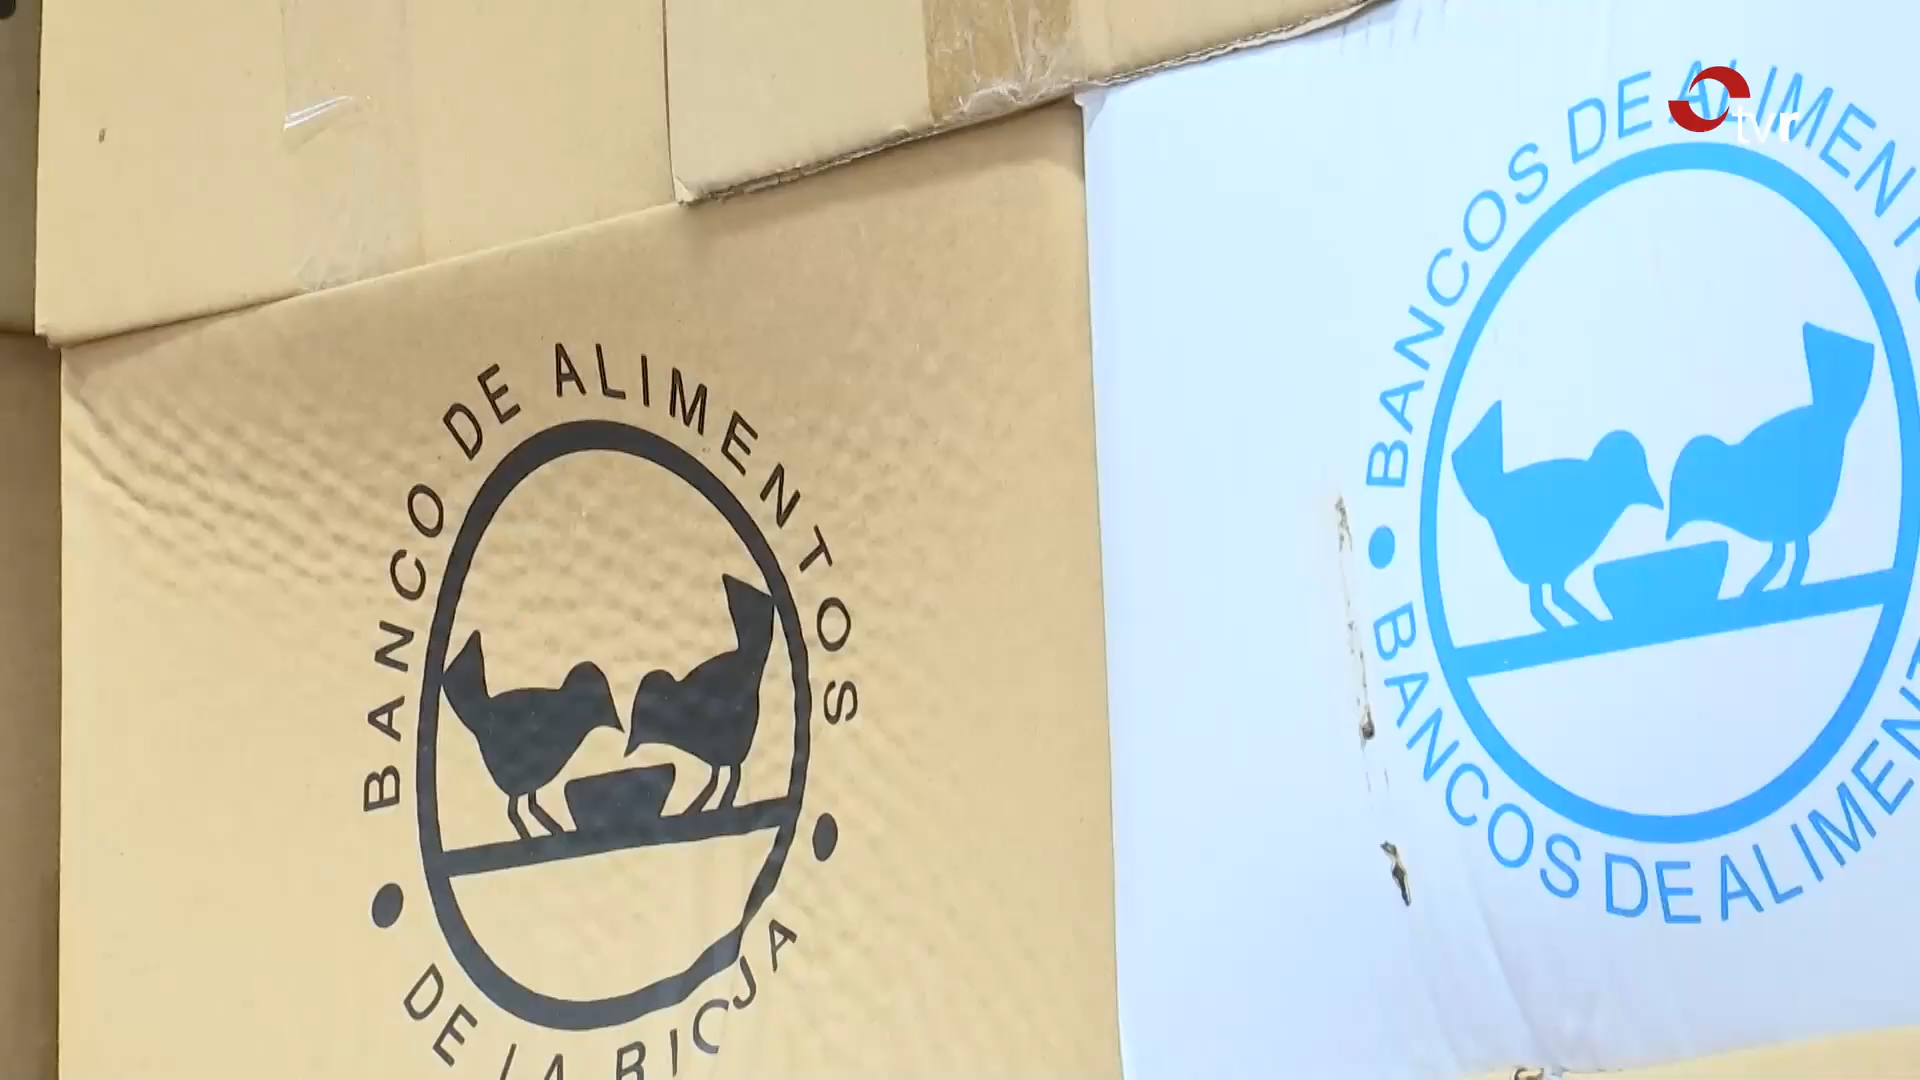 BANCO DE ALIMENTOS
DE LA RIOJA
BANCOS DE ALIMENTOS
BANCOS DE ALIMENT
tvr